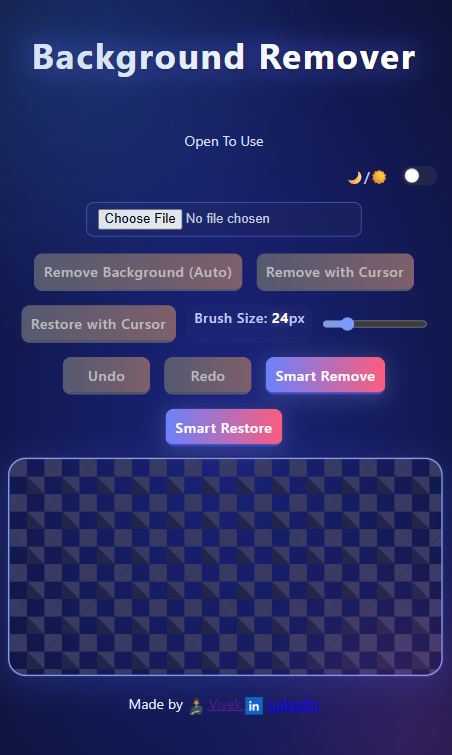 Background Remover
Open To Use
🌙/🌞
Choose File No file chosen
Remove Background (Auto) Remove with Cursor
Restore with Cursor Brush Size: 24px
Undo Redo Smart Remove
Smart Restore
Made by Vivek LinkedIn